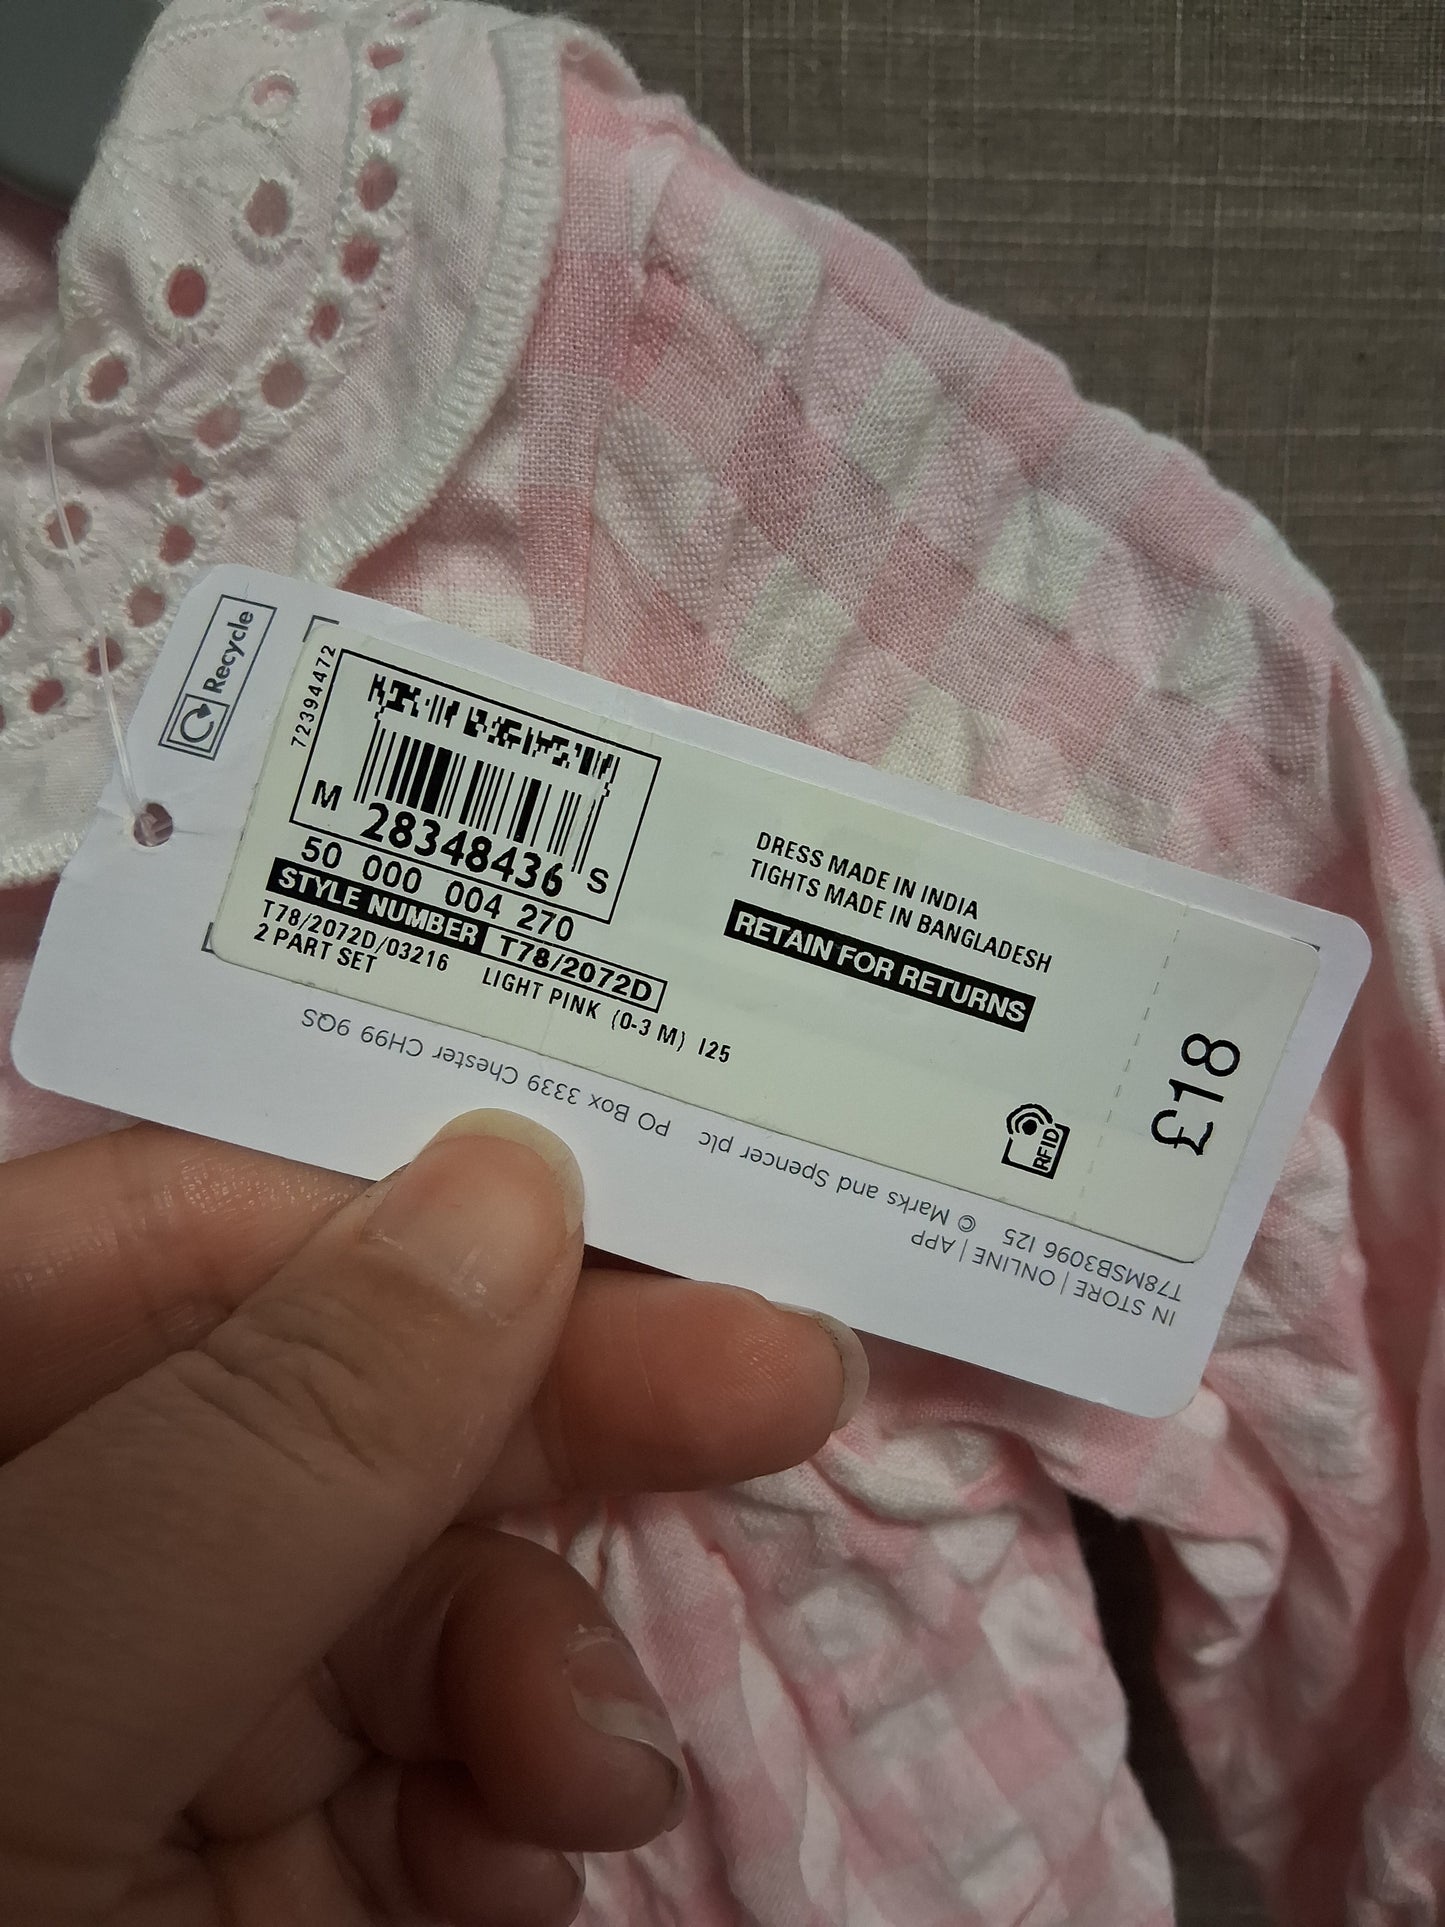 Recycle
72394472
M 28348436 S
50 000 004 270
STYLE NUMBER T78/2072D
T78/2072D/03216
2 PART SET
LIGHT PINK (0-3 M) I25
DRESS MADE IN INDIA
TIGHTS MADE IN BANGLADESH
RETAIN FOR RETURNS
RFID
£18
IN STORE | ONLINE | APP
T78MSB3096 I25 © Marks and Spencer plc PO Box 3339 Chester CH99 9QS